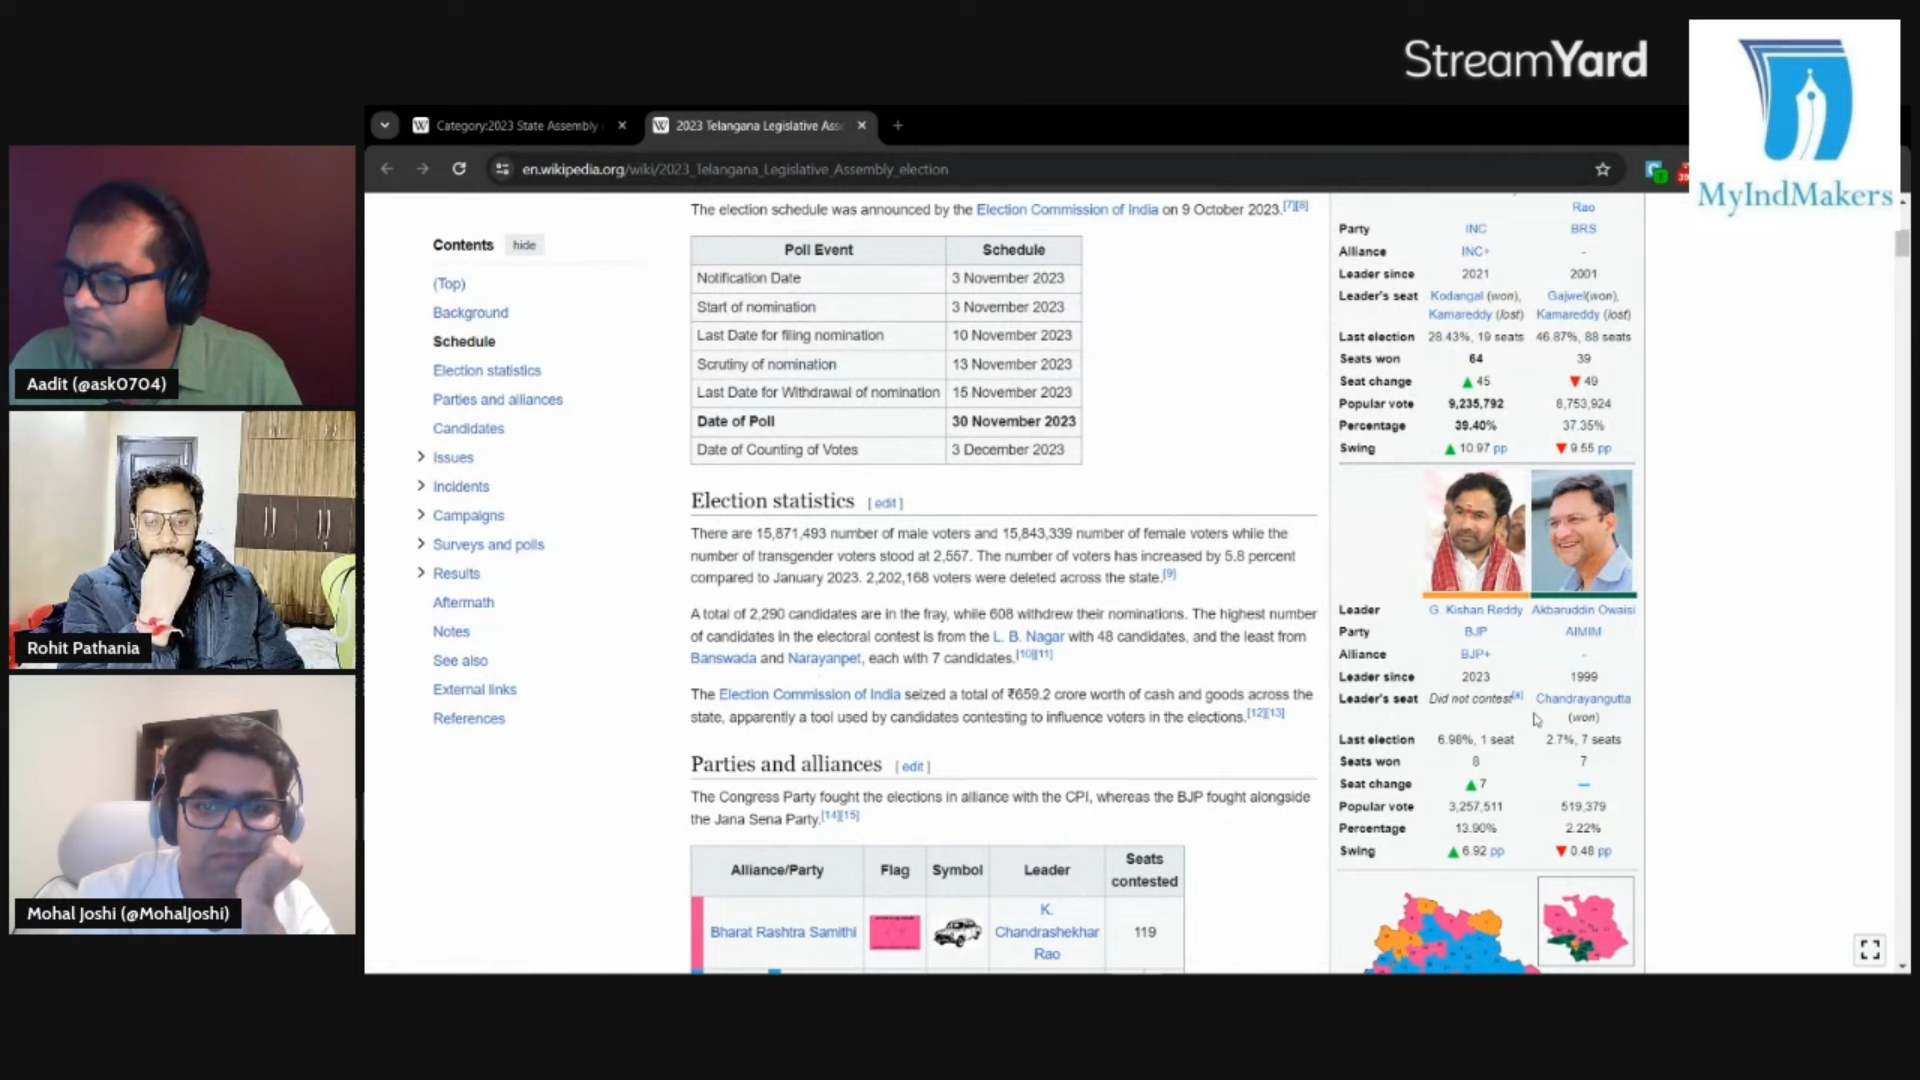 StreamYard
MyIndMakers
Category:2023 State Assembly
2023 Telangana Legislative Ass
en.wikipedia.org/wiki/2023_Telangana_Legislative_Assembly_election
39
Aadit (@ask0704)
Rohit Pathania
Mohal Joshi (@MohalJoshi)
Contents hide
(Top)
Background
Schedule
Election statistics
Parties and alliances
Candidates
Issues
Incidents
Campaigns
Surveys and polls
Results
Aftermath
Notes
See also
External links
References
The election schedule was announced by the Election Commission of India on 9 October 2023.[7][8]
Poll Event Schedule
Notification Date 3 November 2023
Start of nomination 3 November 2023
Last Date for filing nomination 10 November 2023
Scrutiny of nomination 13 November 2023
Last Date for Withdrawal of nomination 15 November 2023
Date of Poll 30 November 2023
Date of Counting of Votes 3 December 2023
Election statistics [ edit ]
There are 15,871,493 number of male voters and 15,843,339 number of female voters while the
number of transgender voters stood at 2,557. The number of voters has increased by 5.8 percent
compared to January 2023. 2,202,168 voters were deleted across the state.[9]
A total of 2,290 candidates are in the fray, while 608 withdrew their nominations. The highest number
of candidates in the electoral contest is from the L. B. Nagar with 48 candidates, and the least from
Banswada and Narayanpet, each with 7 candidates.[10][11]
The Election Commission of India seized a total of ₹659.2 crore worth of cash and goods across the
state, apparently a tool used by candidates contesting to influence voters in the elections.[12][13]
Parties and alliances [ edit ]
The Congress Party fought the elections in alliance with the CPI, whereas the BJP fought alongside
the Jana Sena Party.[14][15]
Alliance/Party Flag Symbol Leader Seats
contested
Bharat Rashtra Samithi K.
Chandrashekhar
Rao 119
Rao
Party INC BRS
Alliance INC+ -
Leader since 2021 2001
Leader's seat Kodangal (won), Gajwel(won),
Kamareddy (lost) Kamareddy (lost)
Last election 28.43%, 19 seats 46.87%, 88 seats
Seats won 64 39
Seat change ▲ 45 ▼ 49
Popular vote 9,235,792 8,753,924
Percentage 39.40% 37.35%
Swing ▲ 10.97 pp ▼ 9.55 pp
Leader G. Kishan Reddy Akbaruddin Owaisi
Party BJP AIMIM
Alliance BJP+ -
Leader since 2023 1999
Leader's seat Did not contest[a] Chandrayangutta
(won)
Last election 6.98%, 1 seat 2.7%, 7 seats
Seats won 8 7
Seat change ▲ 7 —
Popular vote 3,257,511 519,379
Percentage 13.90% 2.22%
Swing ▲ 6.92 pp ▼ 0.48 pp